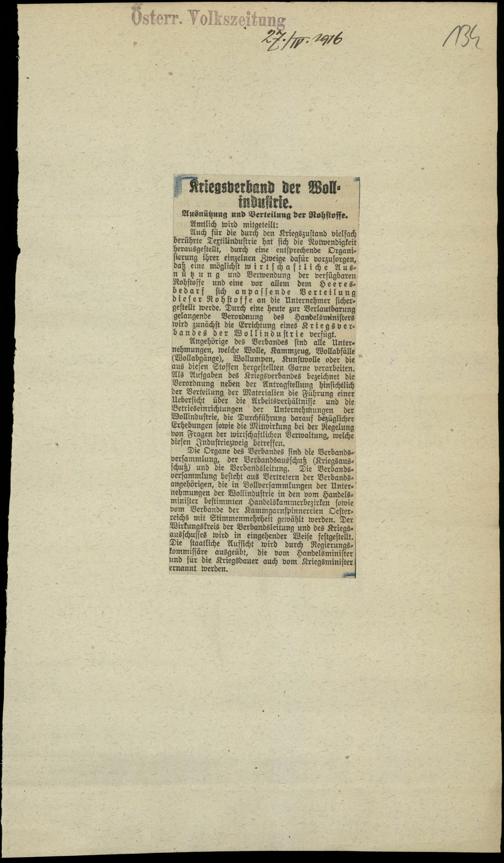 Österr. Volkszeitung
27./IV. 1916
134
Kriegsverband der Woll-
industrie.
Ausnützung und Verteilung der Rohstoffe.
Amtlich wird mitgeteilt:
Auch für die durch den Kriegszustand vielfach
berührte Textilindustrie hat sich die Notwendigkeit
herausgestellt, durch eine entsprechende Organi-
sierung ihrer einzelnen Zweige dafür vorzusorgen,
daß eine möglichst wirtschaftliche Aus-
nützung und Verwendung der verfügbaren
Rohstoffe und eine vor allem dem Heeres-
bedarf sich anpassende Verteilung
dieser Rohstoffe an die Unternehmer sicher-
gestellt werde. Durch eine heute zur Verlautbarung
gelangende Verordnung des Handelsministers
wird zunächst die Errichtung eines Kriegsver-
bandes der Wollindustrie verfügt.
Angehörige des Verbandes sind alle Unter-
nehmungen, welche Wolle, Kammzug, Wollabfälle
(Wollabgänge), Wollumpen, Kunstwolle oder die
aus diesen Stoffen hergestellten Garne verarbeiten.
Als Aufgaben des Kriegsverbandes bezeichnet die
Verordnung neben der Antragstellung hinsichtlich
der Verteilung der Materialien die Führung einer
Uebersicht über die Arbeitsverhältnisse und die
Betriebseinrichtungen der Unternehmungen der
Wollindustrie, die Durchführung darauf bezüglicher
Erhebungen sowie die Mitwirkung bei der Regelung
von Fragen der wirtschaftlichen Verwaltung, welche
diesen Industriezweig betreffen.
Die Organe des Verbandes sind die Verbands-
versammlung, der Verbandsausschuß (Kriegsaus-
schuß) und die Verbandsleitung. Die Verbands-
versammlung besteht aus Vertretern der Verbands-
angehörigen, die in Vollversammlungen der Unter-
nehmungen der Wollindustrie in den vom Handels-
minister bestimmten Handelskammerbezirken sowie
vom Verbande der Kammgarnspinnereien Oester-
reichs mit Stimmenmehrheit gewählt werden. Der
Wirkungskreis der Verbandsleitung und des Kriegs-
ausschusses wird in eingehender Weise festgestellt.
Die staatliche Aufsicht wird durch Regierungs-
kommissäre ausgeübt, die vom Handelsminister
und für die Kriegsdauer auch vom Kriegsminister
ernannt werden.